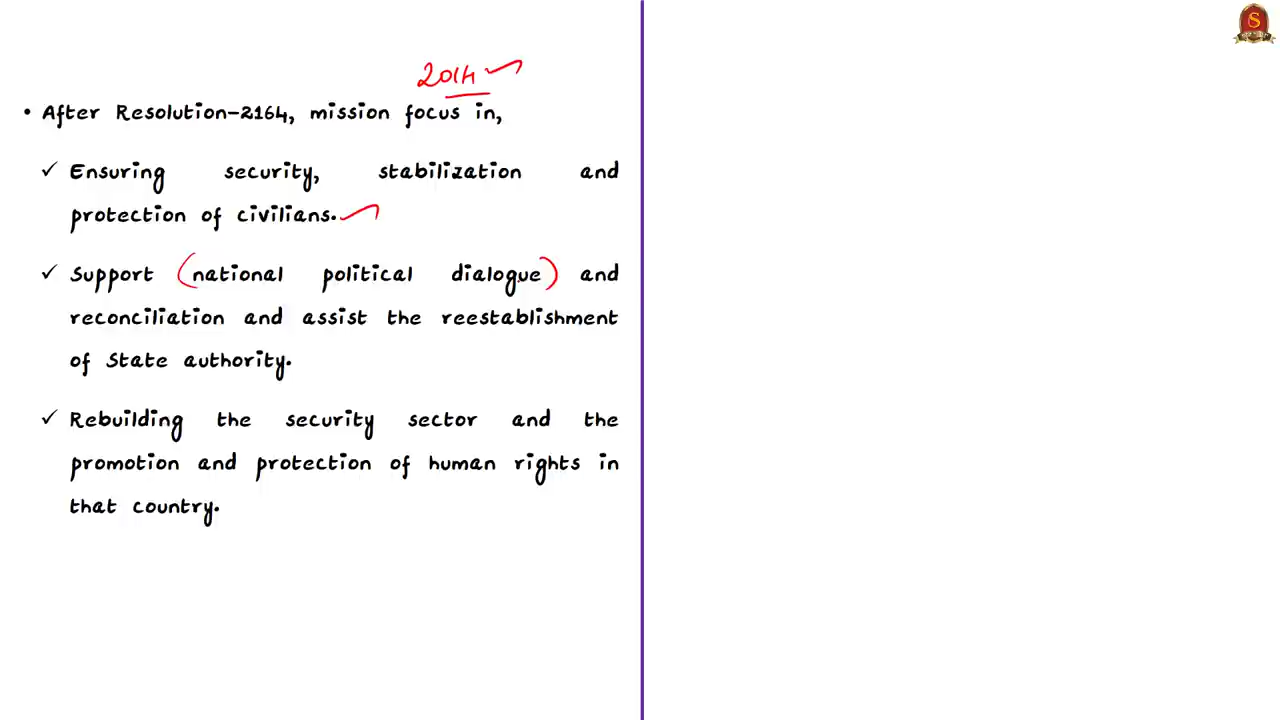 2014
• After Resolution-2164, mission focus in,
✓ Ensuring security, stabilization and
protection of civilians.
✓ Support (national political dialogue) and
reconciliation and assist the reestablishment
of State authority.
✓ Rebuilding the security sector and the
promotion and protection of human rights in
that country.
S